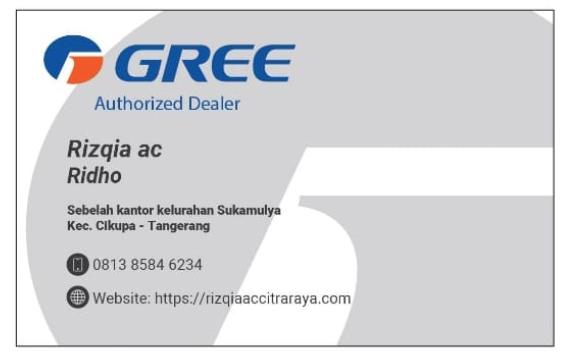 GREE
Authorized Dealer
Rizqia ac
Ridho
Sebelah kantor kelurahan Sukamulya
Kec. Cikupa - Tangerang
0813 8584 6234
Website: https://rizqiaaccitraraya.com